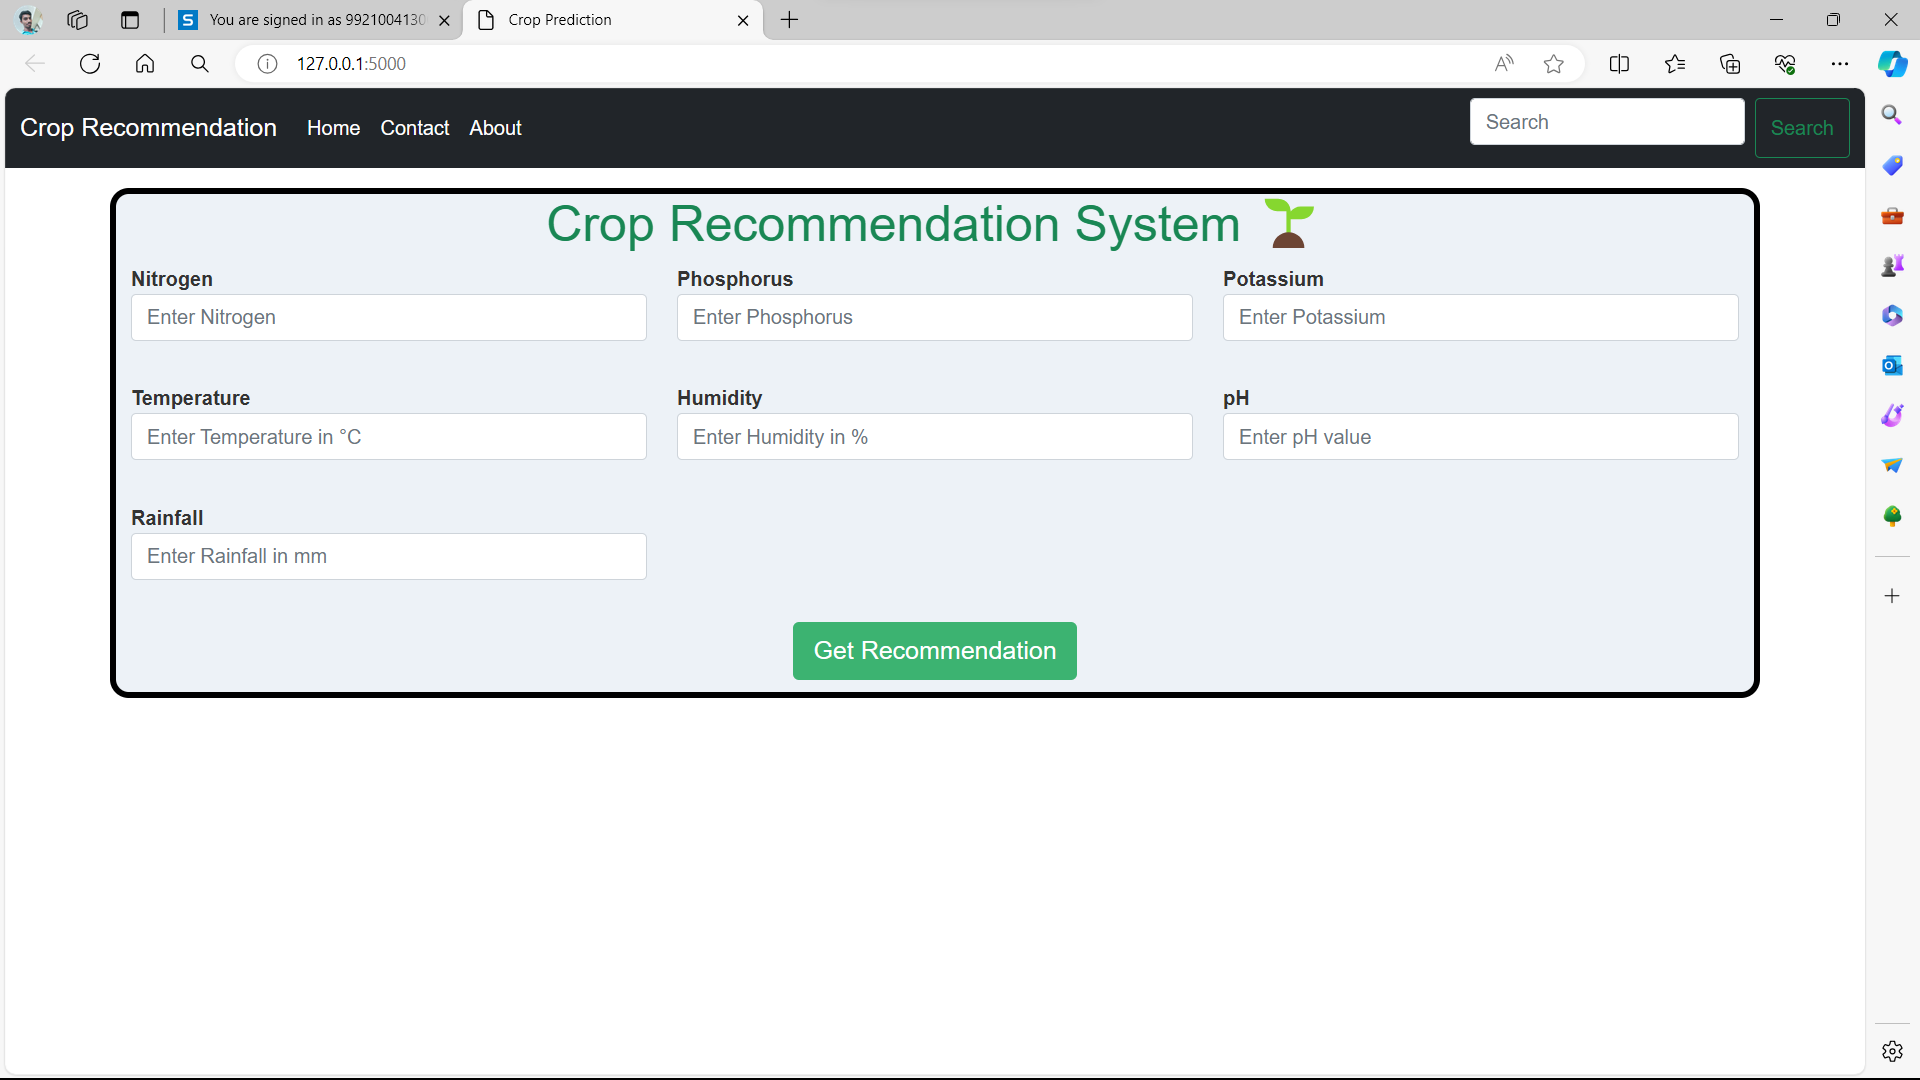 You are signed in as 992100413
Crop Prediction
127.0.0.1:5000
Crop Recommendation Home Contact About Search Search
Crop Recommendation System
Nitrogen Phosphorus Potassium
Enter Nitrogen Enter Phosphorus Enter Potassium
Temperature Humidity pH
Enter Temperature in °C Enter Humidity in % Enter pH value
Rainfall
Enter Rainfall in mm
Get Recommendation